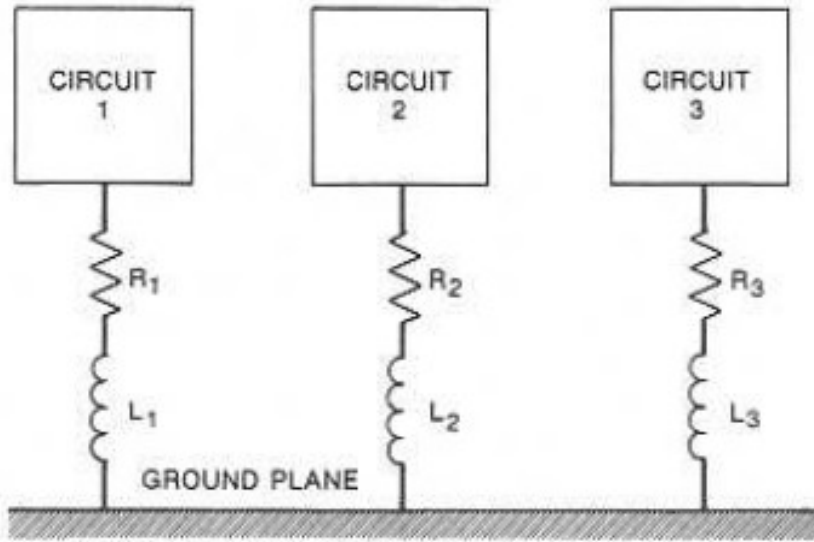 CIRCUIT
1
CIRCUIT
2
CIRCUIT
3
R1
R2
R3
L1
L2
L3
GROUND PLANE